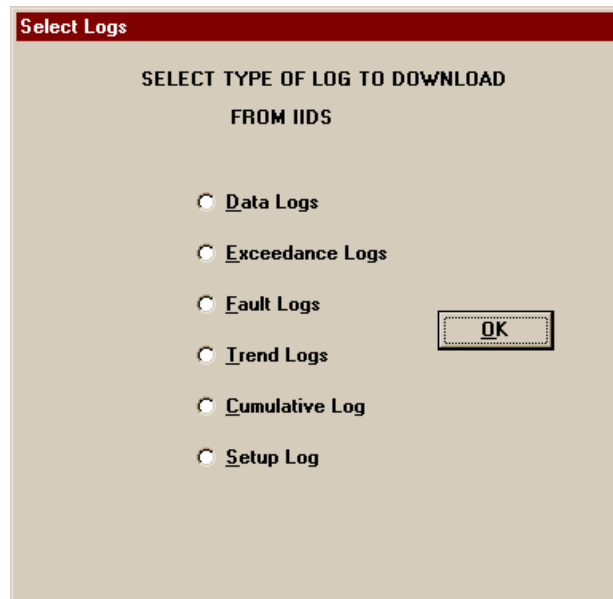 Select Logs
SELECT TYPE OF LOG TO DOWNLOAD
FROM IIDS
Data Logs
Exceedance Logs
Fault Logs
OK
Trend Logs
Cumulative Log
Setup Log